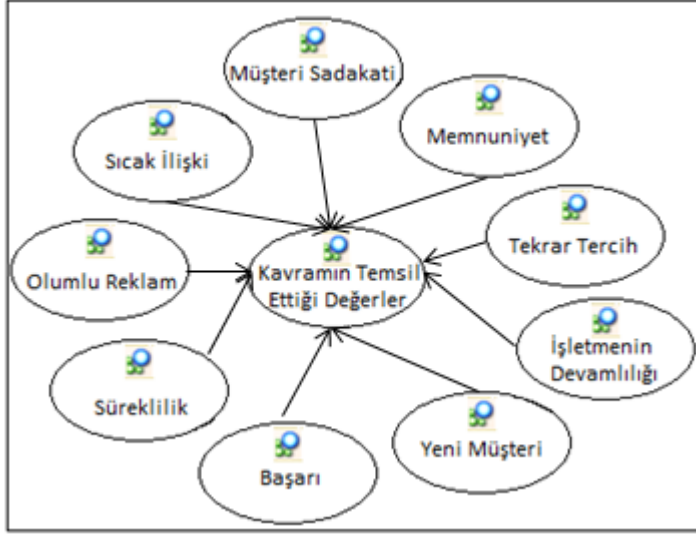 Müşteri Sadakati
Memnuniyet
Sıcak İlişki
Tekrar Tercih
Kavramın Temsil
Ettiği Değerler
Olumlu Reklam
İşletmenin
Devamlılığı
Süreklilik
Yeni Müşteri
Başarı